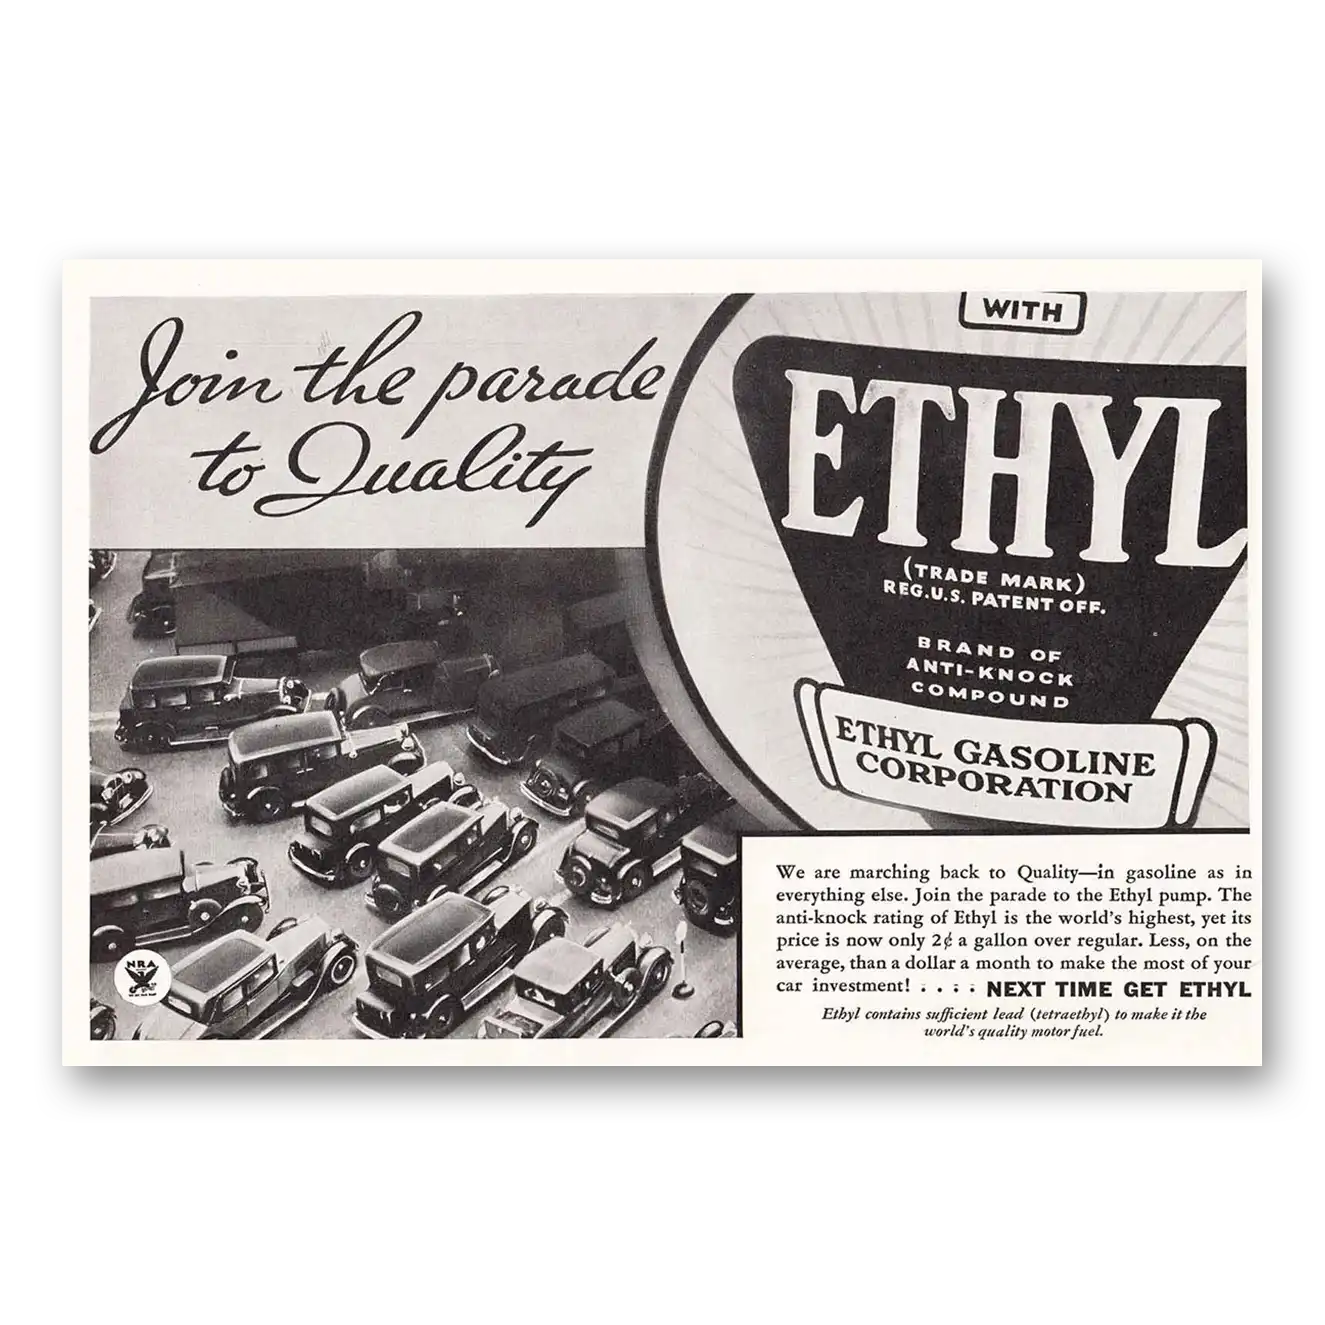 Join the parade
to Quality
WITH
ETHYL
(TRADE MARK)
REG. U.S. PATENT OFF.
BRAND OF
ANTI-KNOCK
COMPOUND
ETHYL GASOLINE
CORPORATION
NRA
We are marching back to Quality—in gasoline as in
everything else. Join the parade to the Ethyl pump. The
anti-knock rating of Ethyl is the world's highest, yet its
price is now only 2¢ a gallon over regular. Less, on the
average, than a dollar a month to make the most of your
car investment! . . . . NEXT TIME GET ETHYL
Ethyl contains sufficient lead (tetraethyl) to make it the
world's quality motor fuel.